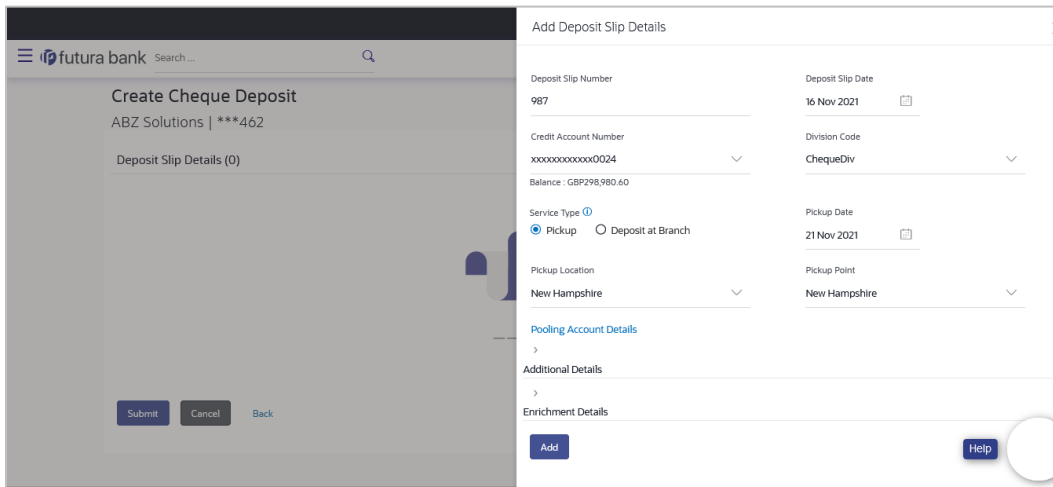 futura bank Search ...
Create Cheque Deposit
ABZ Solutions | ***462
Deposit Slip Details (0)
Submit Cancel Back
Add Deposit Slip Details
Deposit Slip Number Deposit Slip Date
987 16 Nov 2021
Credit Account Number Division Code
xxxxxxxxxxxx0024 ChequeDiv
Balance : GBP298,980.60
Service Type Pickup Date
Pickup Deposit at Branch 21 Nov 2021
Pickup Location Pickup Point
New Hampshire New Hampshire
Pooling Account Details
Additional Details
Enrichment Details
Add Help